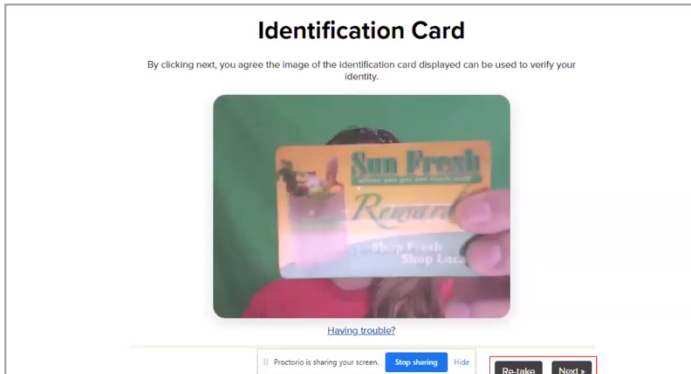 Identification Card
By clicking next, you agree the image of the identification card displayed can be used to verify your
identity.
Sun Fresh
Reward
Shop Fresh
Shop Loca
Having trouble?
Proctorio is sharing your screen. Stop sharing Hide
Re-take Next »